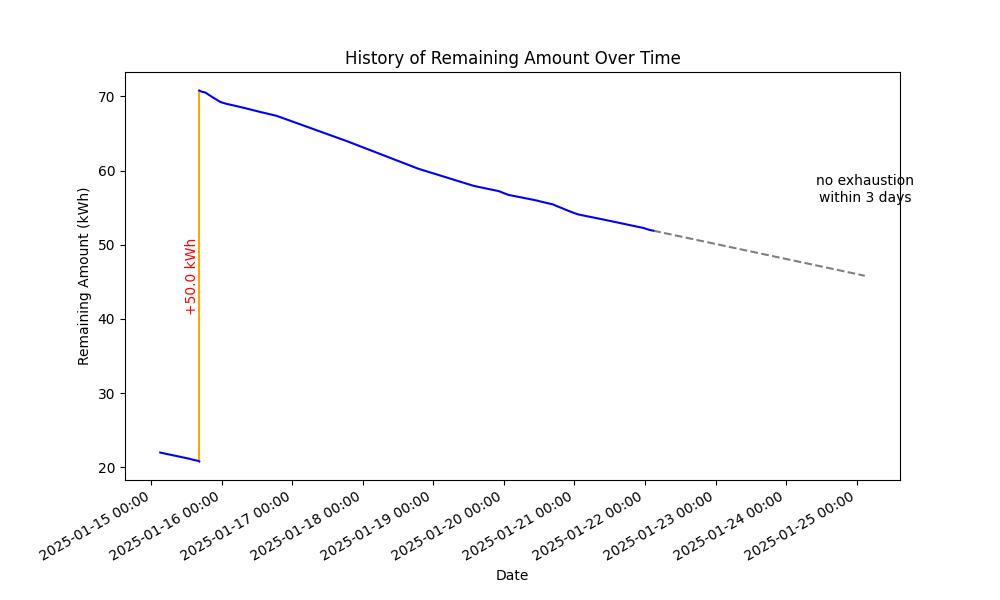 History of Remaining Amount Over Time
Remaining Amount (kWh)
70
60
50
40
30
20
+50.0 kWh
no exhaustion
within 3 days
2025-01-15 00:00
2025-01-16 00:00
2025-01-17 00:00
2025-01-18 00:00
2025-01-19 00:00
2025-01-20 00:00
2025-01-21 00:00
2025-01-22 00:00
2025-01-23 00:00
2025-01-24 00:00
2025-01-25 00:00
Date